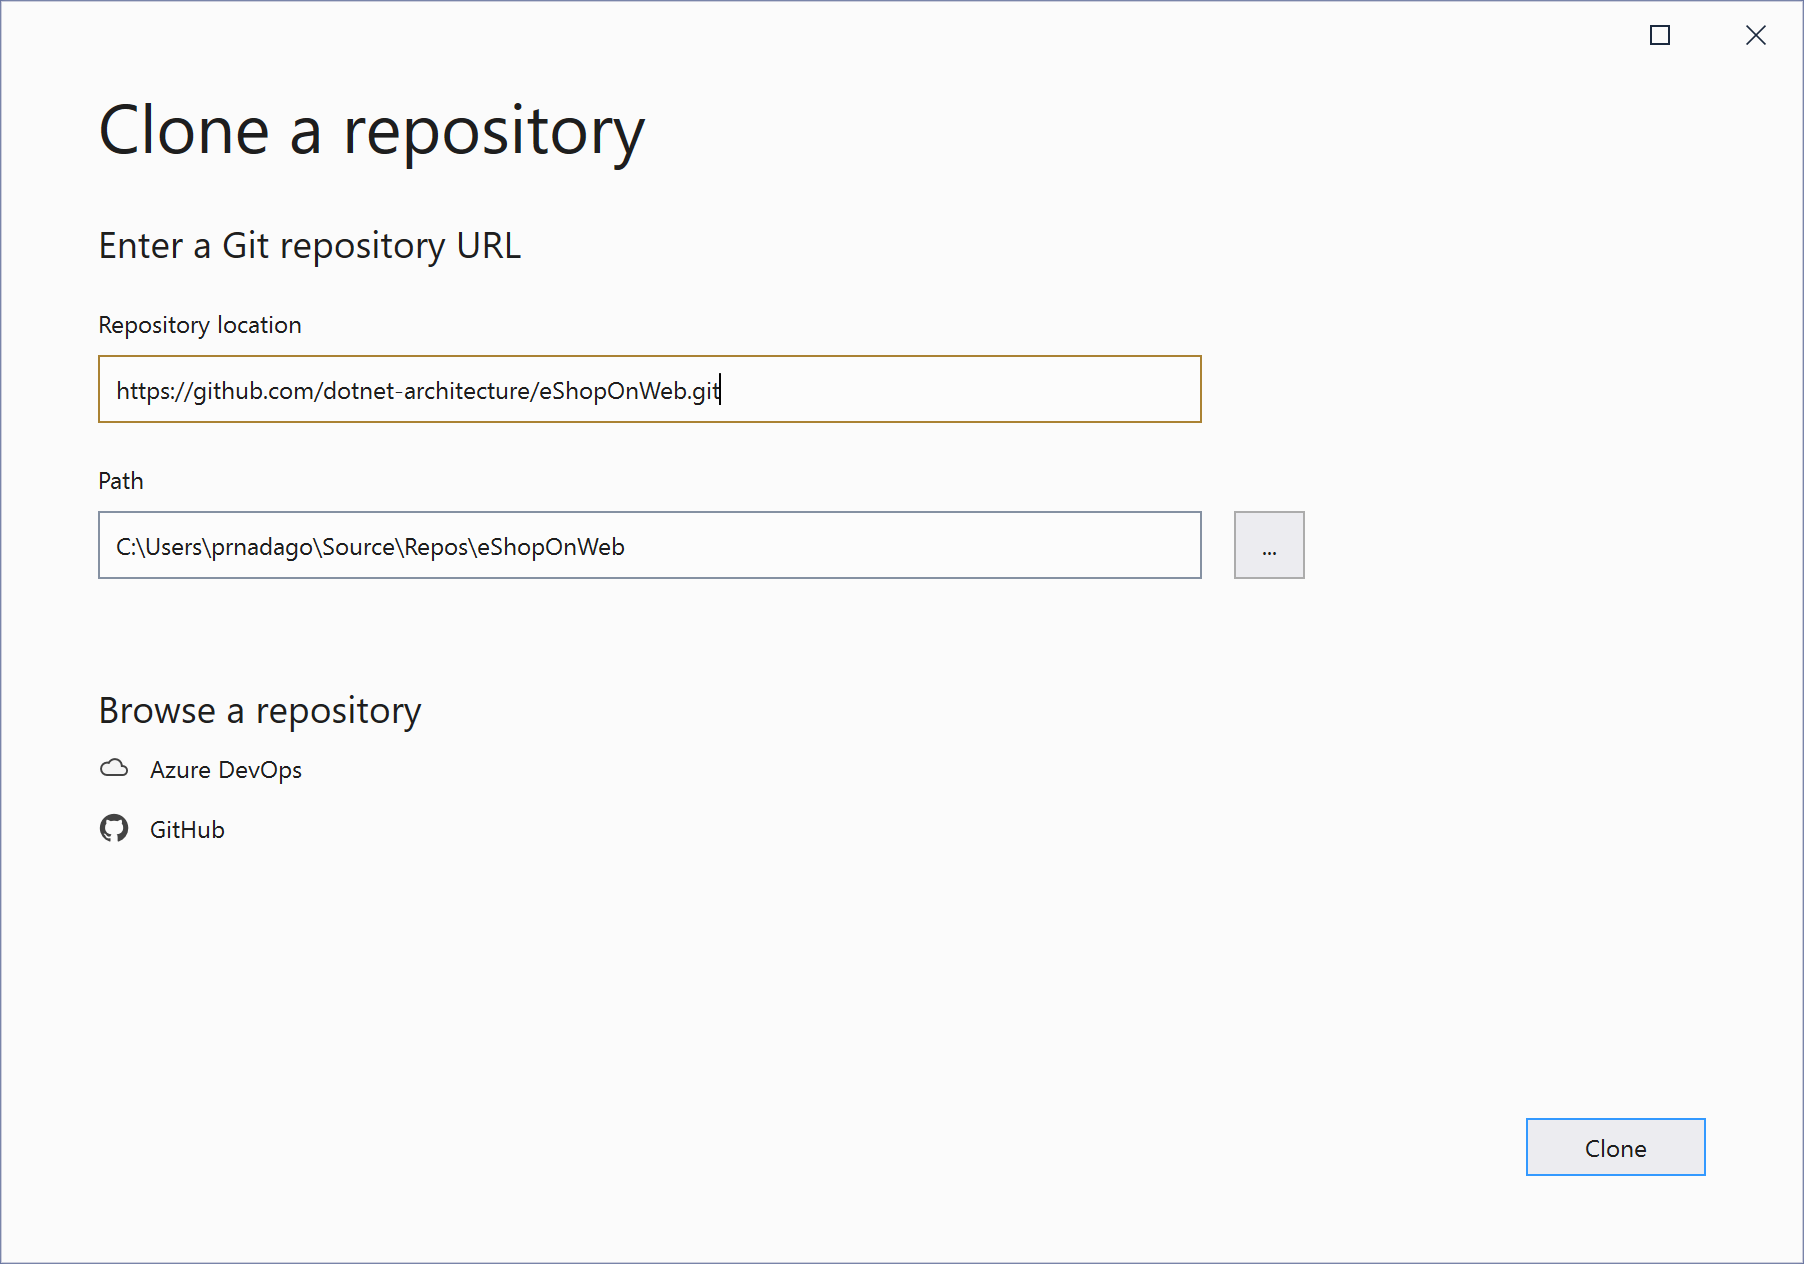 Clone a repository
Enter a Git repository URL
Repository location
https://github.com/dotnet-architecture/eShopOnWeb.git
Path
C:\Users\prnadago\Source\Repos\eShopOnWeb
...
Browse a repository
Azure DevOps
GitHub
Clone